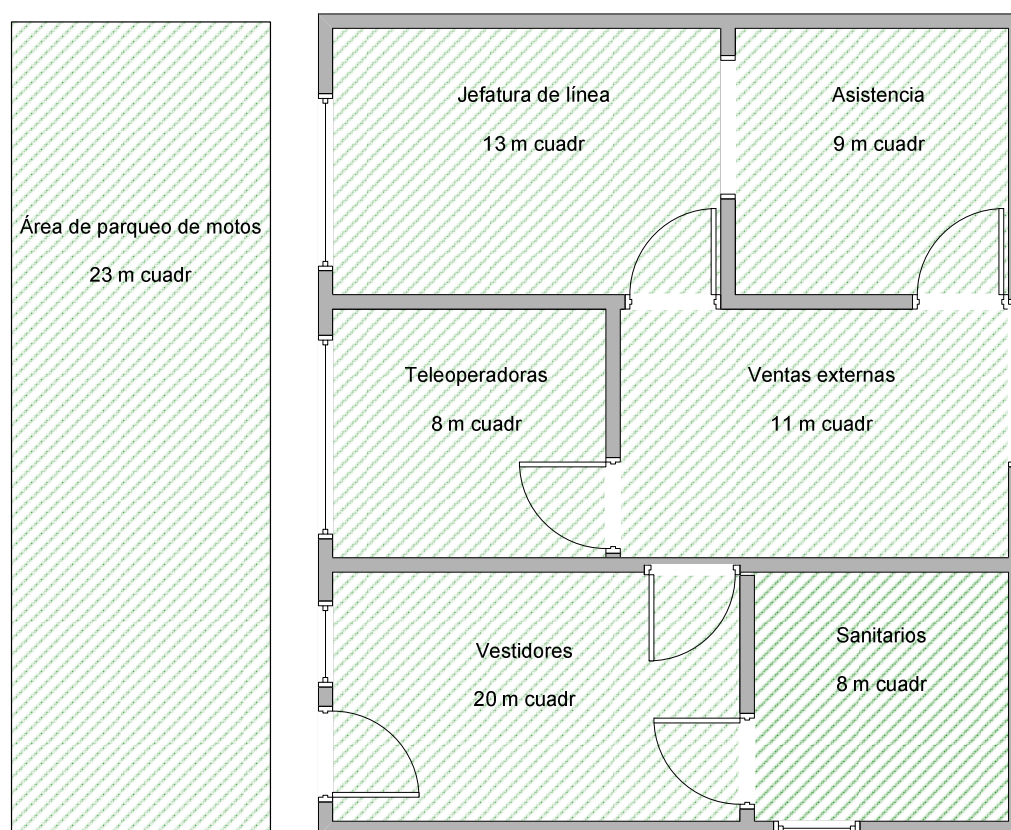 Jefatura de línea
13 m cuadr
Asistencia
9 m cuadr
Área de parqueo de motos
23 m cuadr
Teleoperadoras
8 m cuadr
Ventas externas
11 m cuadr
Vestidores
20 m cuadr
Sanitarios
8 m cuadr